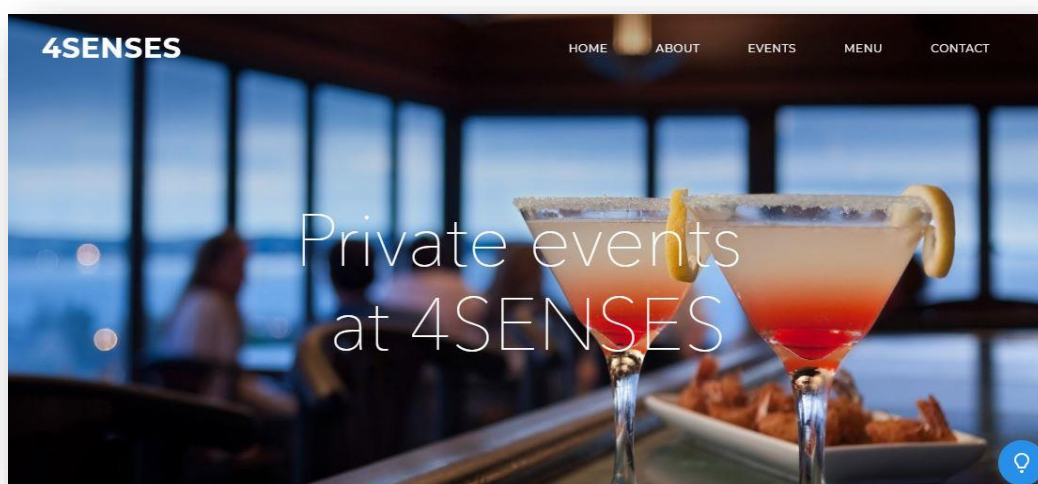 4SENSES
HOME ABOUT EVENTS MENU CONTACT
Private events
at 4SENSES